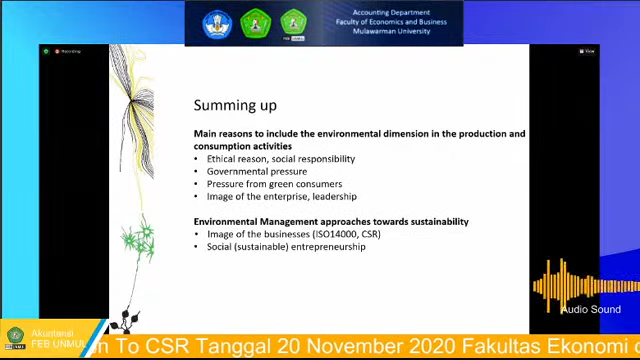 Accounting Department
Faculty of Economics and Business
Mulawarman University
Recording
View
Summing up
Main reasons to include the environmental dimension in the production and
consumption activities
• Ethical reason, social responsibility
• Governmental pressure
• Pressure from green consumers
• Image of the enterprise, leadership
Environmental Management approaches towards sustainability
• Image of the businesses (ISO14000, CSR)
• Social (sustainable) entrepreneurship
Audio Sound
Akuntansi
FEB UNMUL
To CSR Tanggal 20 November 2020 Fakultas Ekonomi